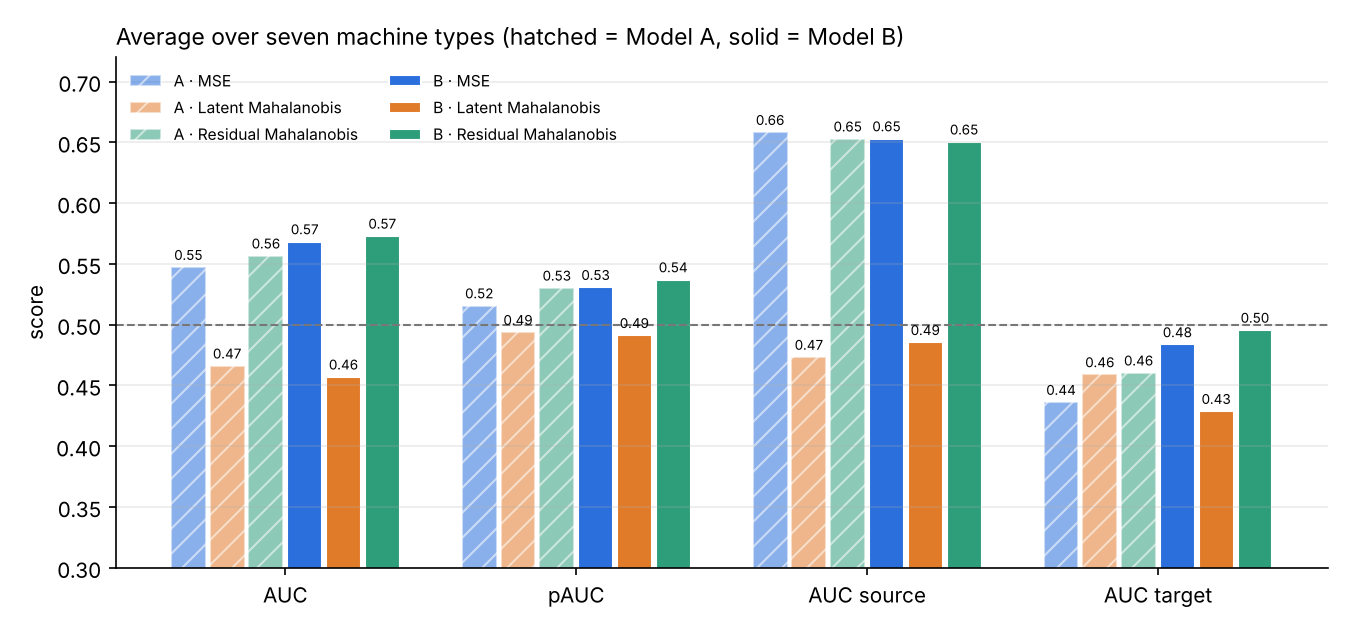 Average over seven machine types (hatched = Model A, solid = Model B)
A · MSE
A · Latent Mahalanobis
A · Residual Mahalanobis
B · MSE
B · Latent Mahalanobis
B · Residual Mahalanobis
score
0.70
0.65
0.60
0.55
0.50
0.45
0.40
0.35
0.30
0.55 0.47 0.56 0.57 0.46 0.57
0.52 0.49 0.53 0.53 0.49 0.54
0.66 0.47 0.65 0.65 0.49 0.65
0.44 0.46 0.46 0.48 0.43 0.50
AUC pAUC AUC source AUC target